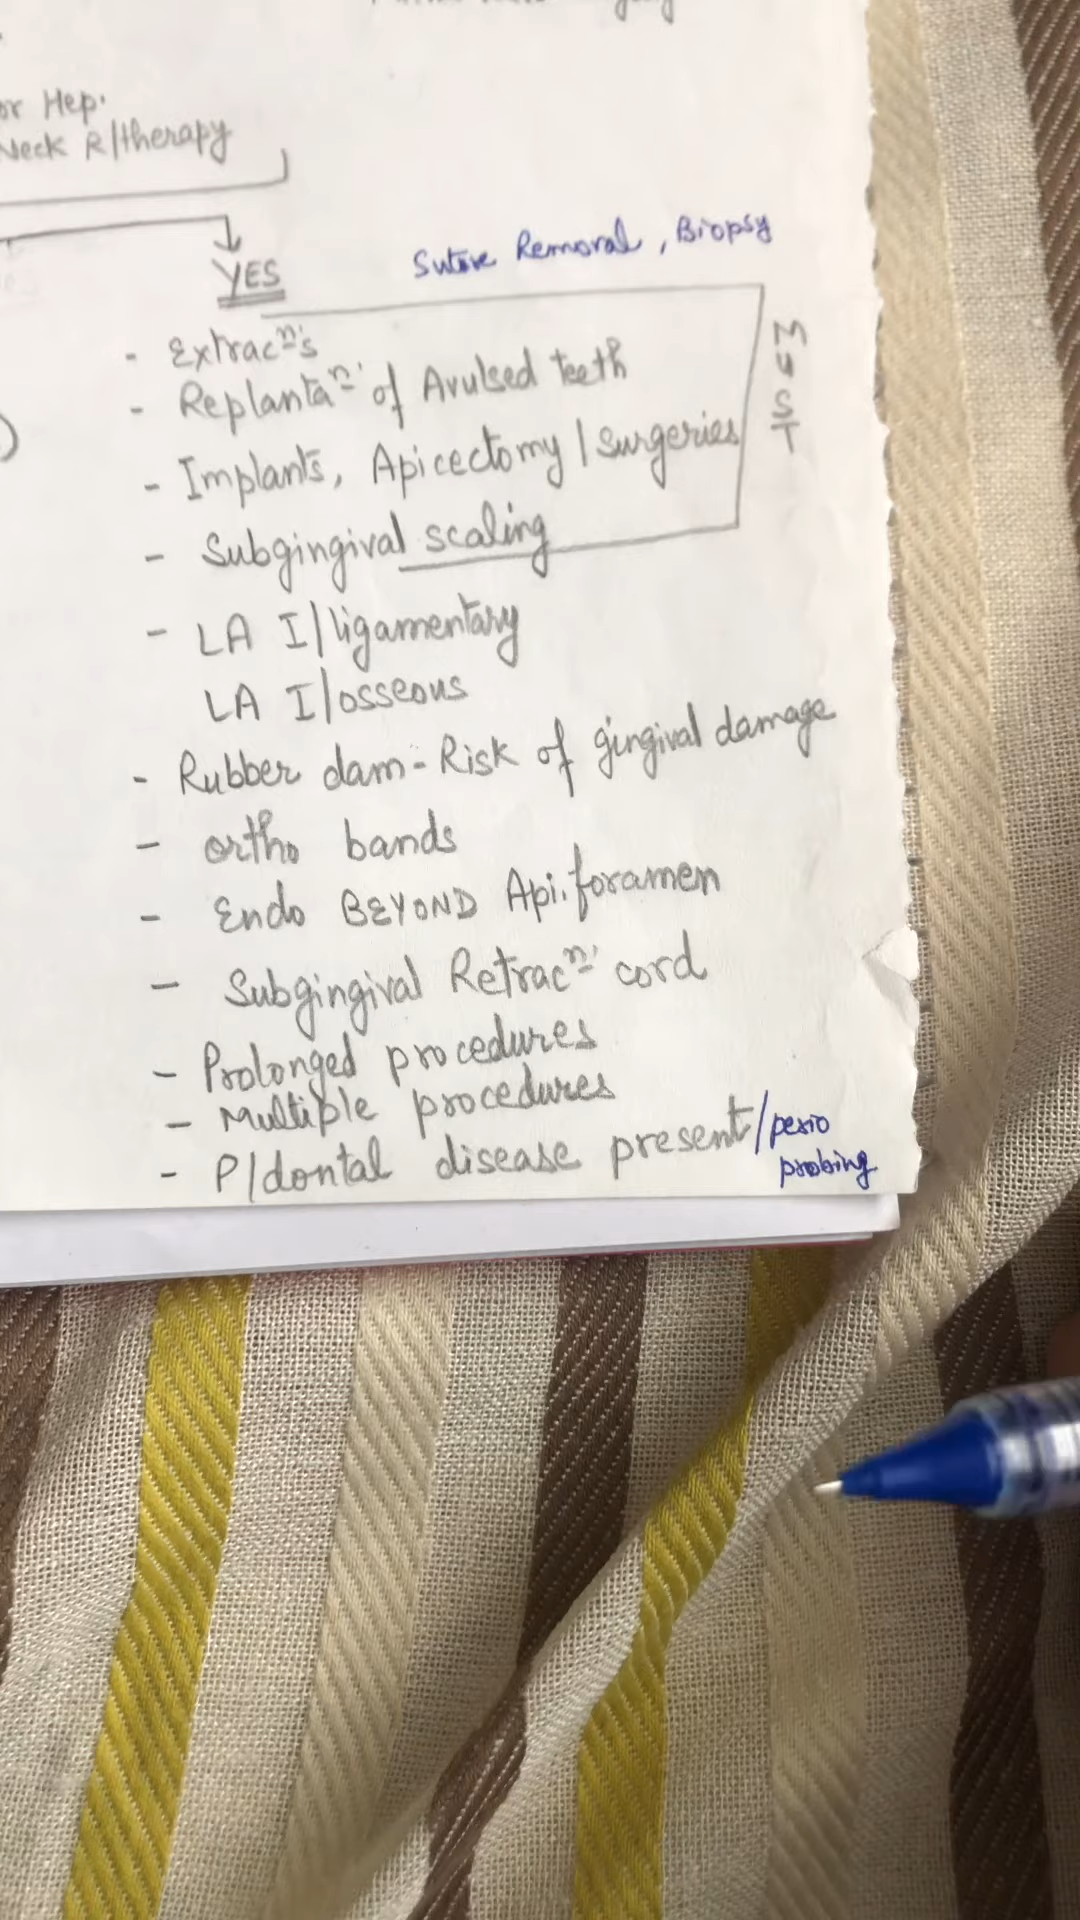 or Hep.
Neck R/therapy
YES
Suture Removal, Biopsy
- Extracⁿ's
- Replantaⁿ of Avulsed teeth
- Implants, Apicectomy / Surgeries
- Subgingival scaling
MUST
- LA I/ligamentary
LA I/osseous
- Rubber dam - Risk of gingival damage
- ortho bands
- Endo BEYOND Api. foramen
- Subgingival Retracⁿ cord
- Prolonged procedures
- Multiple procedures
- P/dontal disease present / perio
probing